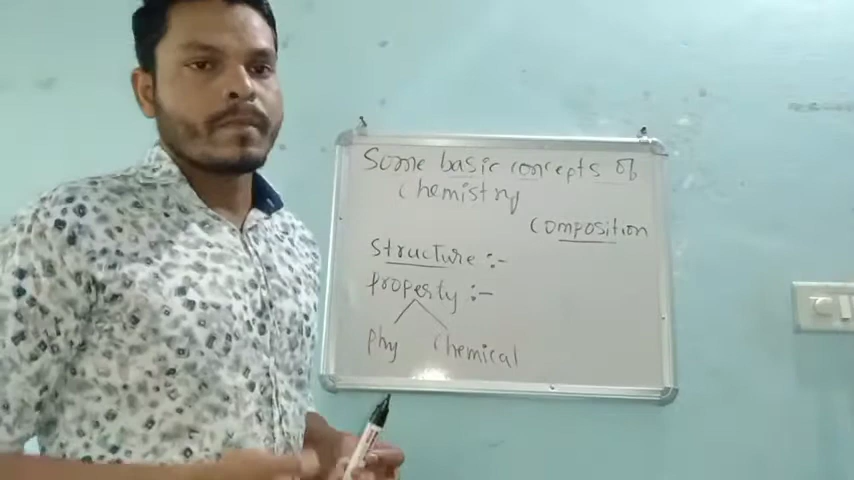 Some basic concepts of
Chemistry
Composition
Structure :-
Property :-
phy Chemical